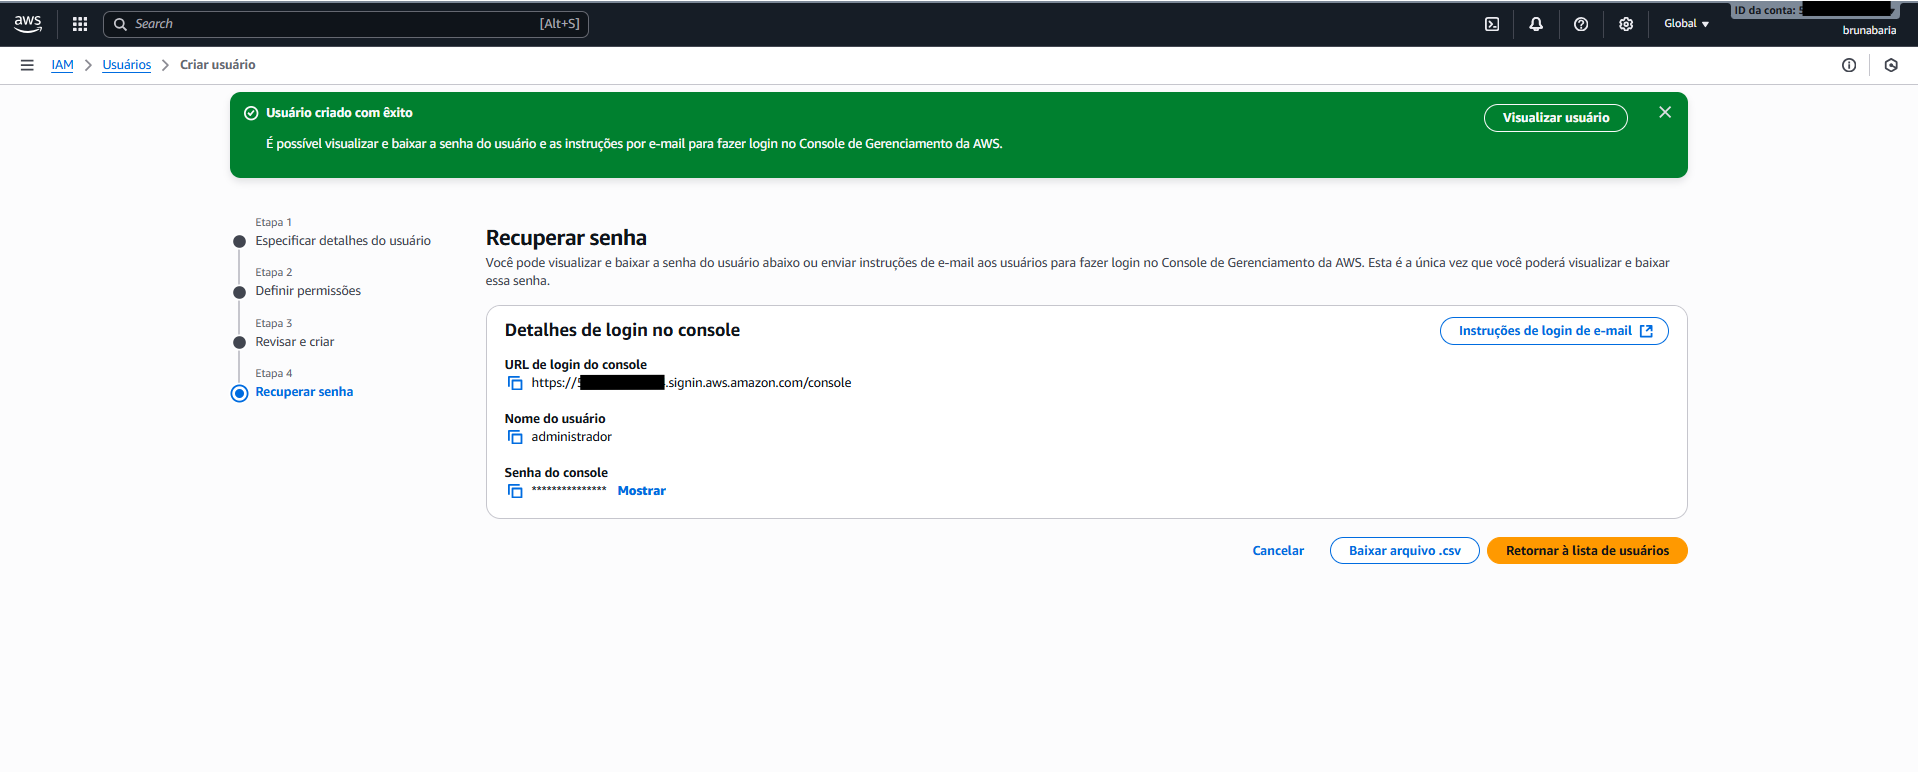 aws
Search [Alt+S]
Global
ID da conta: 5
brunabaria
IAM > Usuários > Criar usuário
Usuário criado com êxito
É possível visualizar e baixar a senha do usuário e as instruções por e-mail para fazer login no Console de Gerenciamento da AWS.
Visualizar usuário
Etapa 1
Especificar detalhes do usuário
Etapa 2
Definir permissões
Etapa 3
Revisar e criar
Etapa 4
Recuperar senha
Recuperar senha
Você pode visualizar e baixar a senha do usuário abaixo ou enviar instruções de e-mail aos usuários para fazer login no Console de Gerenciamento da AWS. Esta é a única vez que você poderá visualizar e baixar
essa senha.
Detalhes de login no console
Instruções de login de e-mail
URL de login do console
https://5 .signin.aws.amazon.com/console
Nome do usuário
administrador
Senha do console
*************** Mostrar
Cancelar
Baixar arquivo .csv
Retornar à lista de usuários